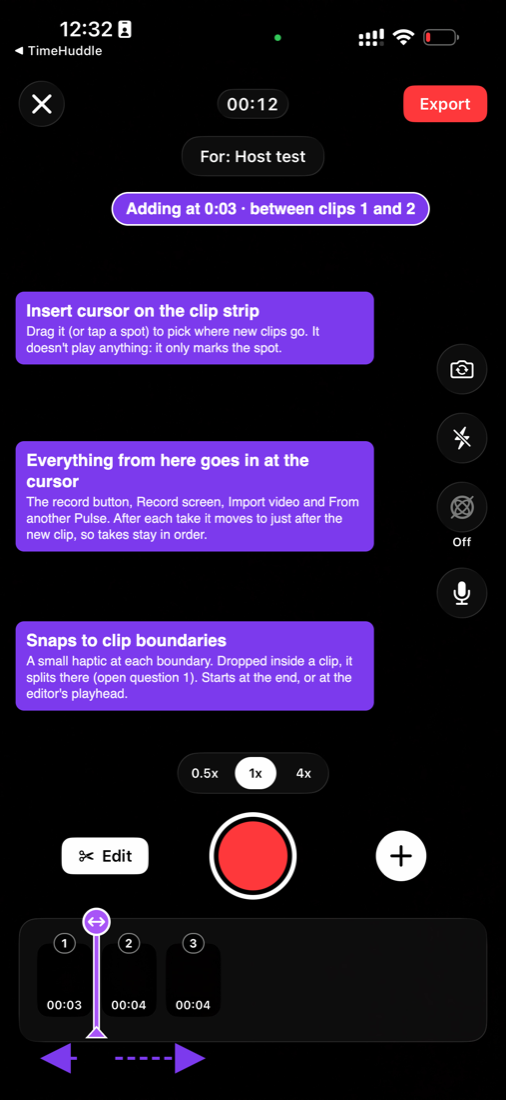 12:32
◀ TimeHuddle
00:12
Export
For: Host test
Adding at 0:03 · between clips 1 and 2
Insert cursor on the clip strip
Drag it (or tap a spot) to pick where new clips go. It
doesn't play anything: it only marks the spot.
Everything from here goes in at the
cursor
The record button, Record screen, Import video and From
another Pulse. After each take it moves to just after the
new clip, so takes stay in order.
Off
Snaps to clip boundaries
A small haptic at each boundary. Dropped inside a clip, it
splits there (open question 1). Starts at the end, or at the
editor's playhead.
0.5x 1x 4x
Edit
1 2 3
00:03 00:04 00:04